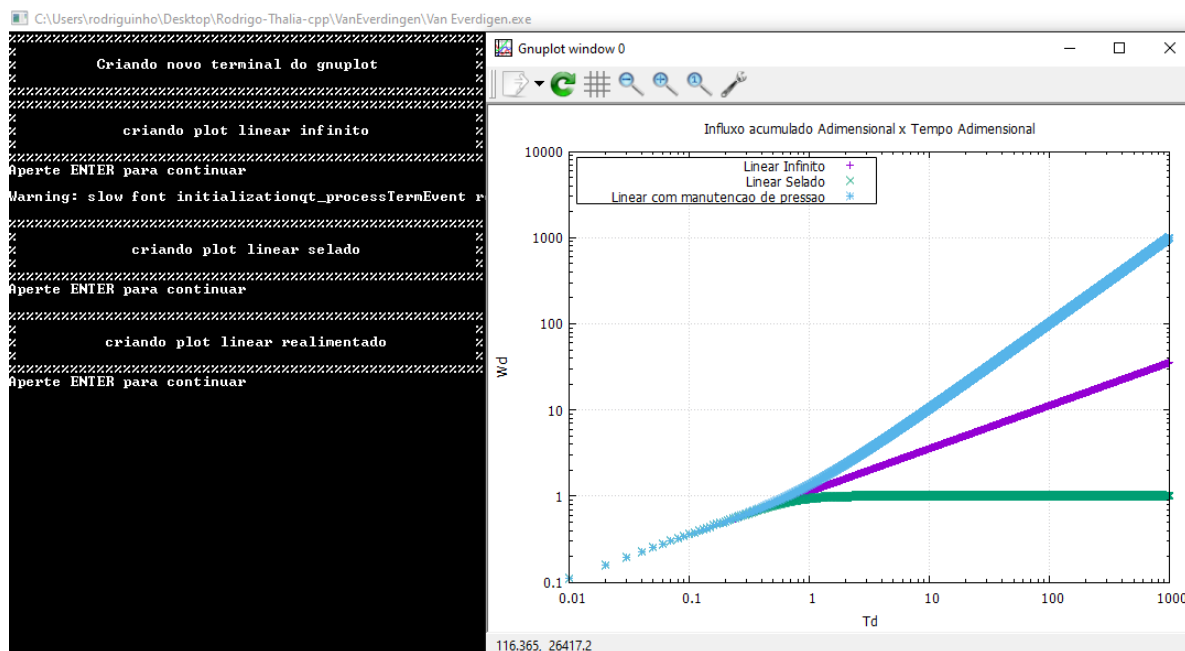 C:\Users\rodriguinho\Desktop\Rodrigo-Thalia-cpp\VanEverdingen\Van Everdigen.exe
%%%%%%%%%%%%%%%%%%%%%%%%%%%%%%%%%%%%%%%%%%%%%%%%%%%%%%
% %
% Criando novo terminal do gnuplot %
% %
%%%%%%%%%%%%%%%%%%%%%%%%%%%%%%%%%%%%%%%%%%%%%%%%%%%%%%
%%%%%%%%%%%%%%%%%%%%%%%%%%%%%%%%%%%%%%%%%%%%%%%%%%%%%%
% %
% criando plot linear infinito %
% %
%%%%%%%%%%%%%%%%%%%%%%%%%%%%%%%%%%%%%%%%%%%%%%%%%%%%%%
Aperte ENTER para continuar
Warning: slow font initializationqt_processTermEvent r
%%%%%%%%%%%%%%%%%%%%%%%%%%%%%%%%%%%%%%%%%%%%%%%%%%%%%%
% %
% criando plot linear selado %
% %
%%%%%%%%%%%%%%%%%%%%%%%%%%%%%%%%%%%%%%%%%%%%%%%%%%%%%%
Aperte ENTER para continuar
%%%%%%%%%%%%%%%%%%%%%%%%%%%%%%%%%%%%%%%%%%%%%%%%%%%%%%
% %
% criando plot linear realimentado %
% %
%%%%%%%%%%%%%%%%%%%%%%%%%%%%%%%%%%%%%%%%%%%%%%%%%%%%%%
Aperte ENTER para continuar
Gnuplot window 0
Influxo acumulado Adimensional x Tempo Adimensional
Linear Infinito
Linear Selado
Linear com manutencao de pressao
10000
1000
100
10
1
0.1
Wd
0.01 0.1 1 10 100 1000
Td
116.365, 26417.2